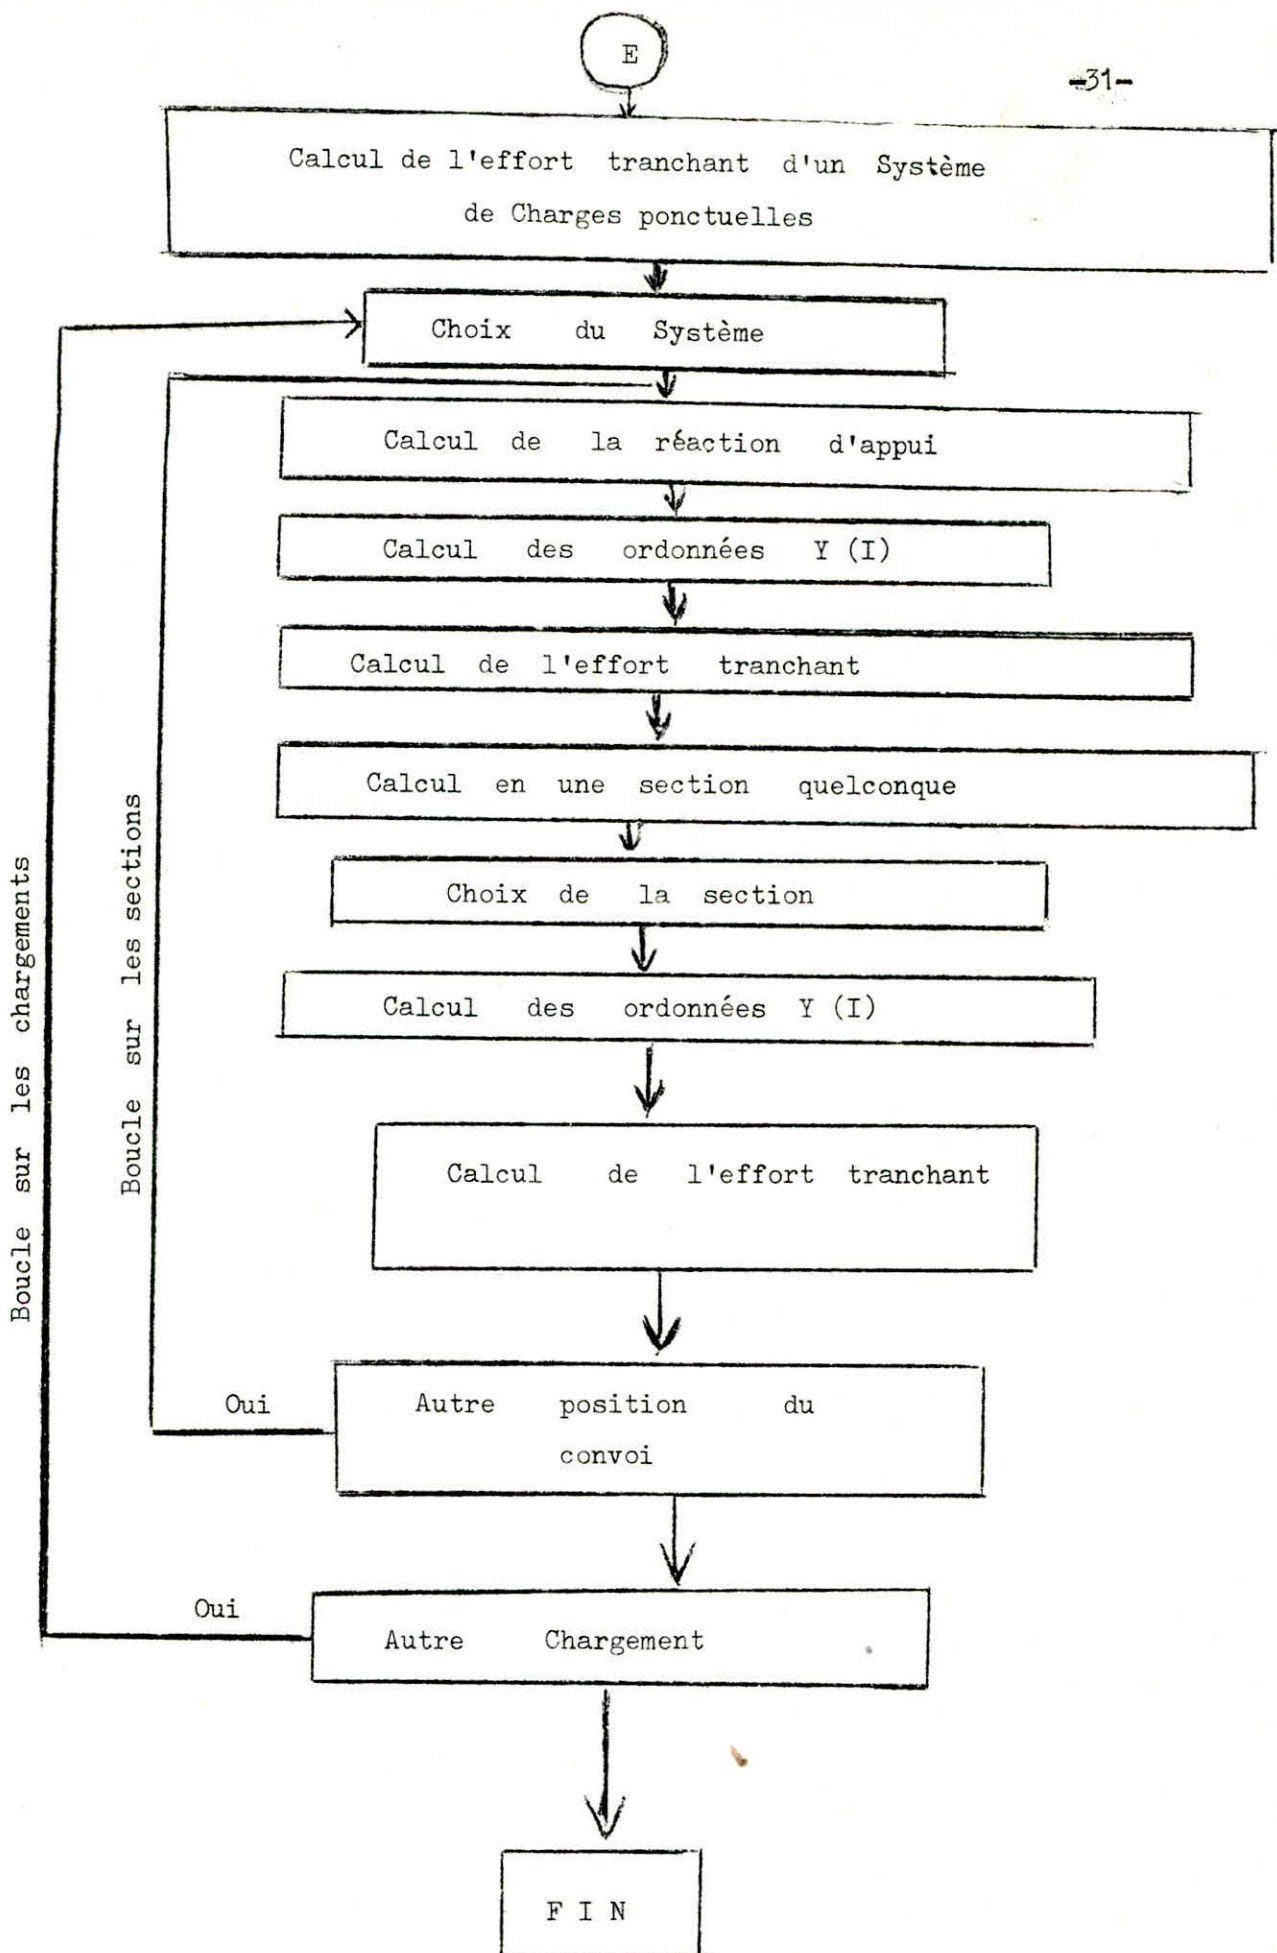 E
-31-
Calcul de l'effort tranchant d'un Système
de Charges ponctuelles
Choix du Système
Calcul de la réaction d'appui
Calcul des ordonnées Y (I)
Calcul de l'effort tranchant
Calcul en une section quelconque
Choix de la section
Calcul des ordonnées Y (I)
Calcul de l'effort tranchant
Boucle sur les sections
Boucle sur les chargements
Oui
Autre position du
convoi
Oui
Autre Chargement
F I N